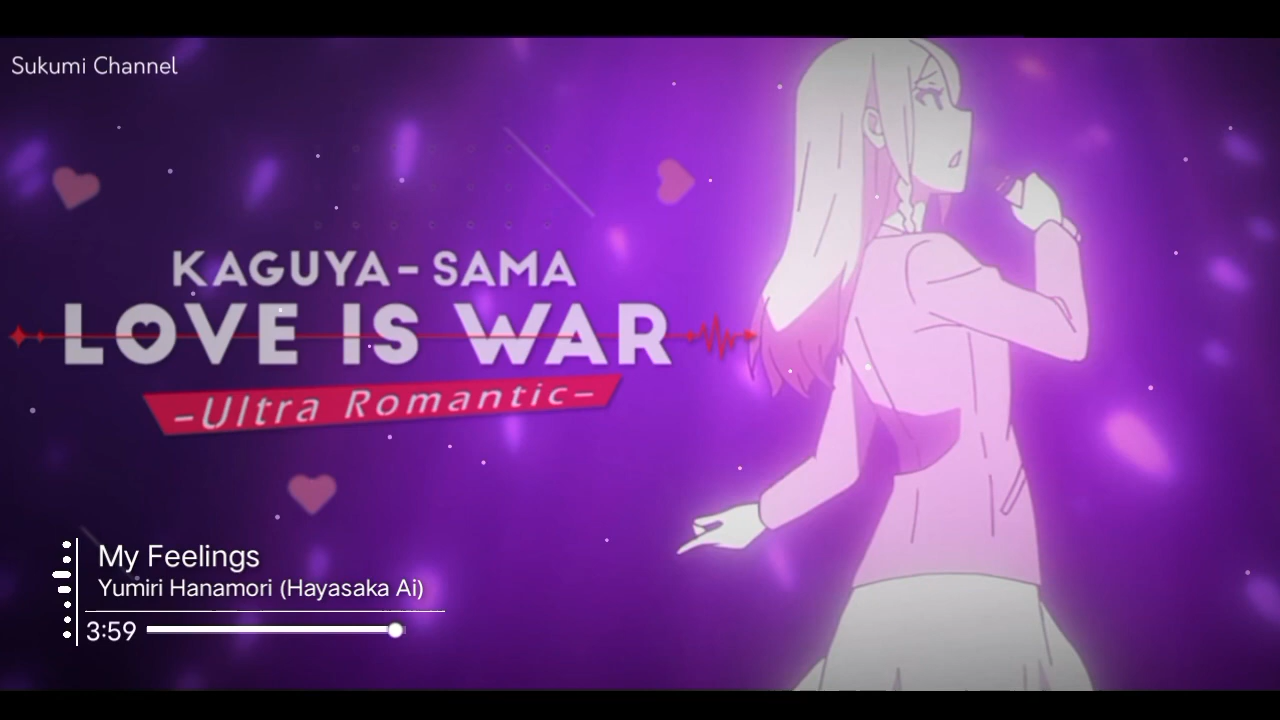 Sukumi Channel
KAGUYA-SAMA
LOVE IS WAR
-Ultra Romantic-
My Feelings
Yumiri Hanamori (Hayasaka Ai)
3:59